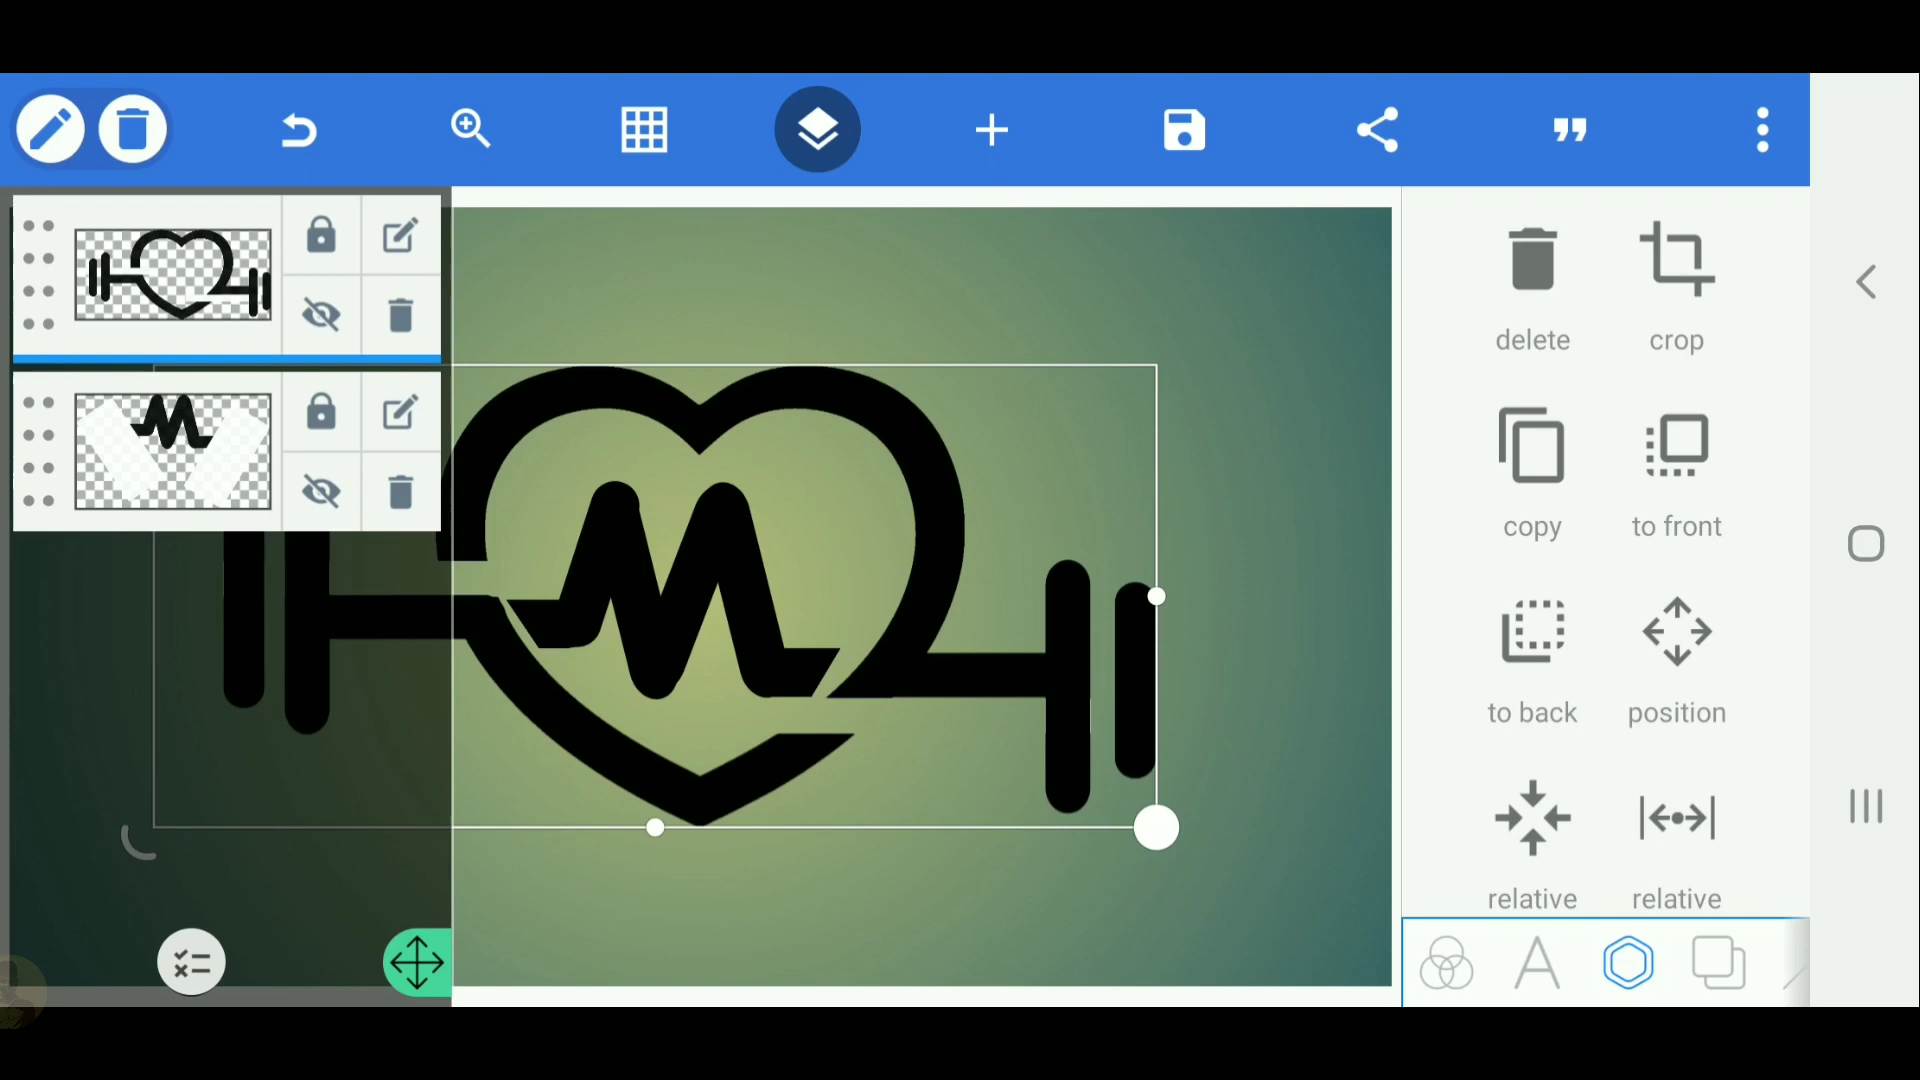 delete crop
copy to front
to back position
relative relative